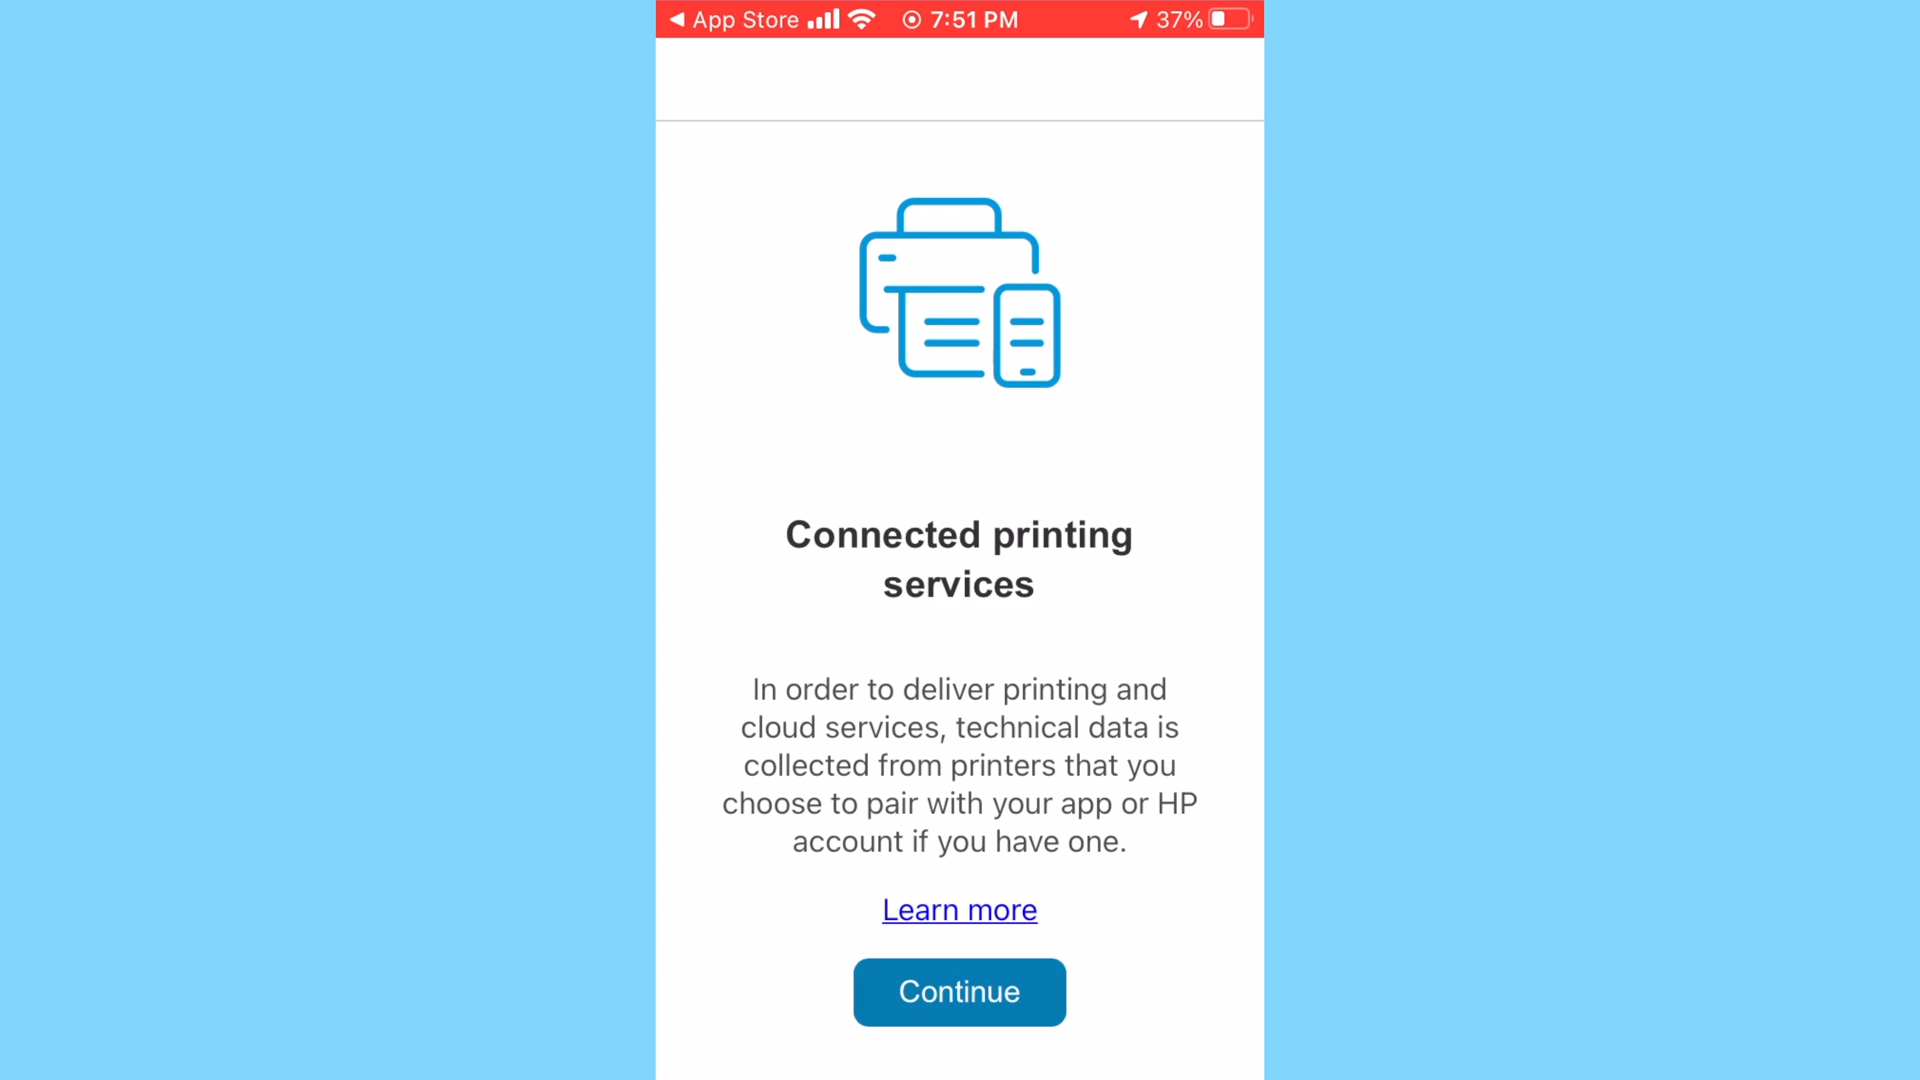 App Store 7:51 PM 37%
Connected printing
services
In order to deliver printing and
cloud services, technical data is
collected from printers that you
choose to pair with your app or HP
account if you have one.
Learn more
Continue